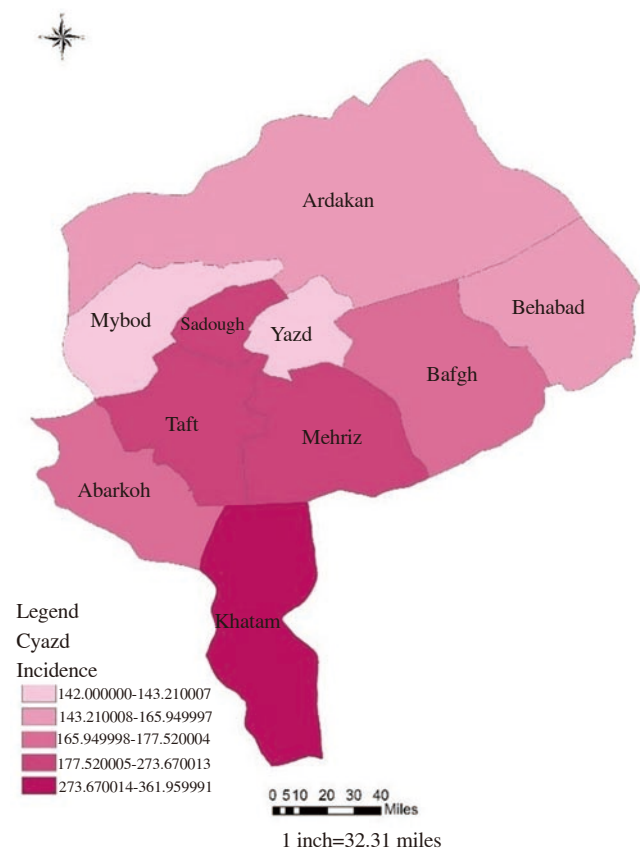 Ardakan
Behabad
Mybod
Sadough
Yazd
Bafgh
Taft
Mehriz
Abarkoh
Khatam
Legend
Cyazd
Incidence
142.000000-143.210007
143.210008-165.949997
165.949998-177.520004
177.520005-273.670013
273.670014-361.959991
0 5 10 20 30 40
Miles
1 inch=32.31 miles